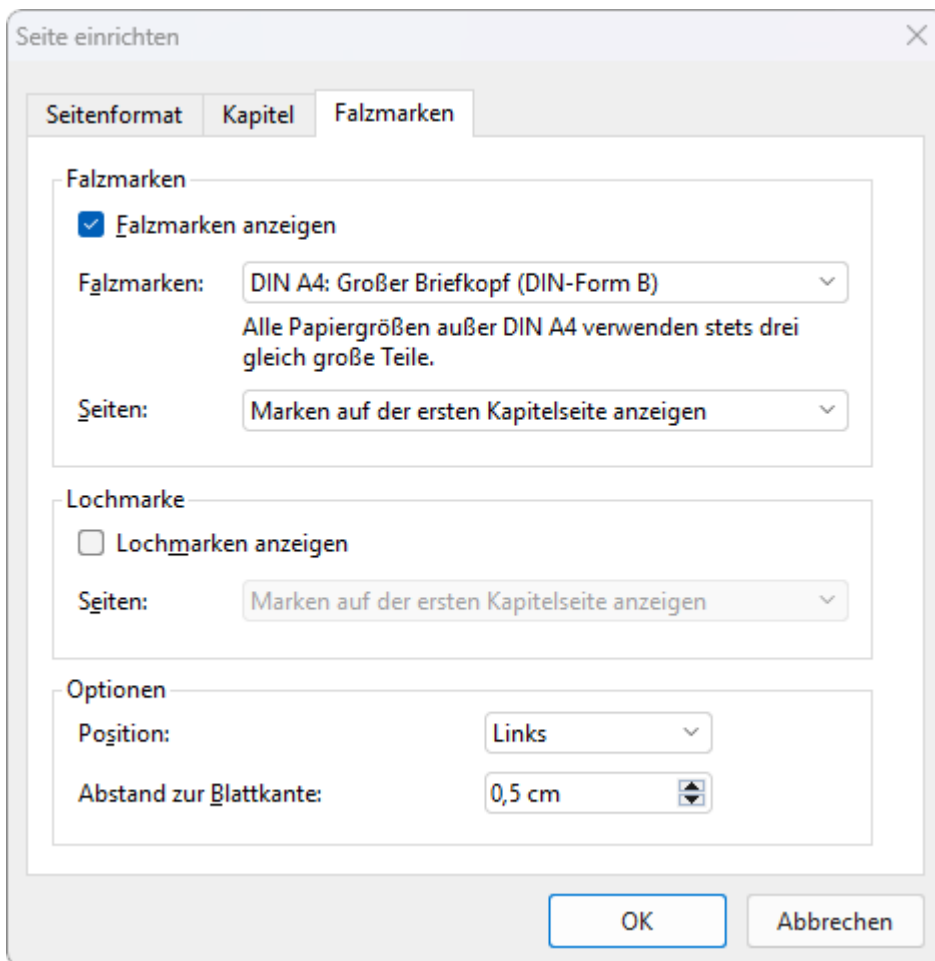 Seite einrichten
Seitenformat Kapitel Falzmarken
Falzmarken
Falzmarken anzeigen
Falzmarken: DIN A4: Großer Briefkopf (DIN-Form B)
Alle Papiergrößen außer DIN A4 verwenden stets drei
gleich große Teile.
Seiten: Marken auf der ersten Kapitelseite anzeigen
Lochmarke
Lochmarken anzeigen
Seiten: Marken auf der ersten Kapitelseite anzeigen
Optionen
Position: Links
Abstand zur Blattkante: 0,5 cm
OK Abbrechen